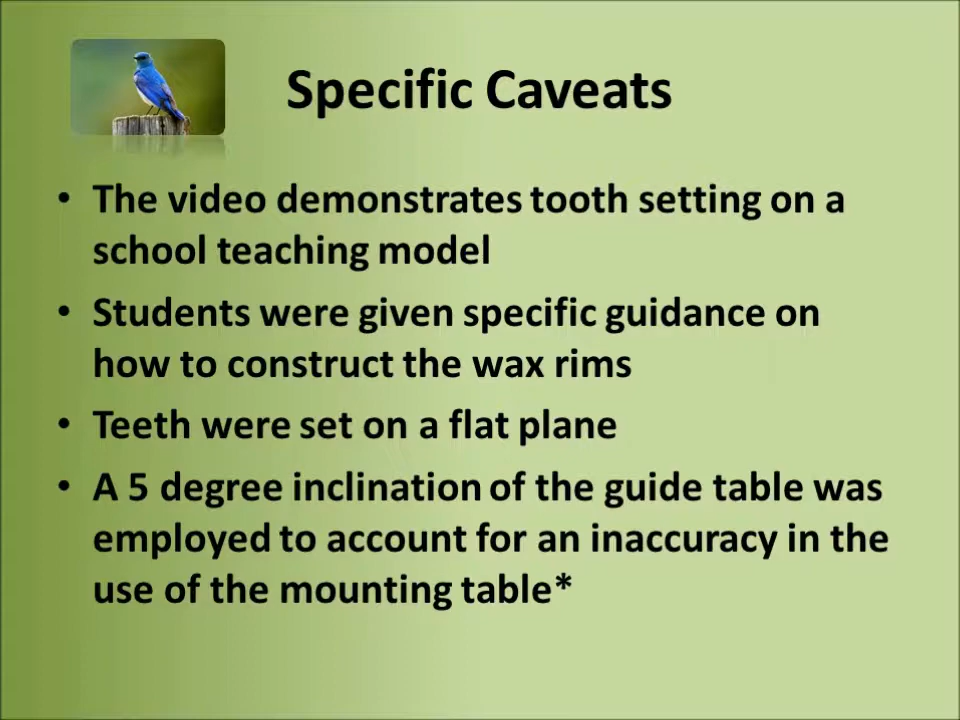 Specific Caveats
• The video demonstrates tooth setting on a
school teaching model
• Students were given specific guidance on
how to construct the wax rims
• Teeth were set on a flat plane
• A 5 degree inclination of the guide table was
employed to account for an inaccuracy in the
use of the mounting table*